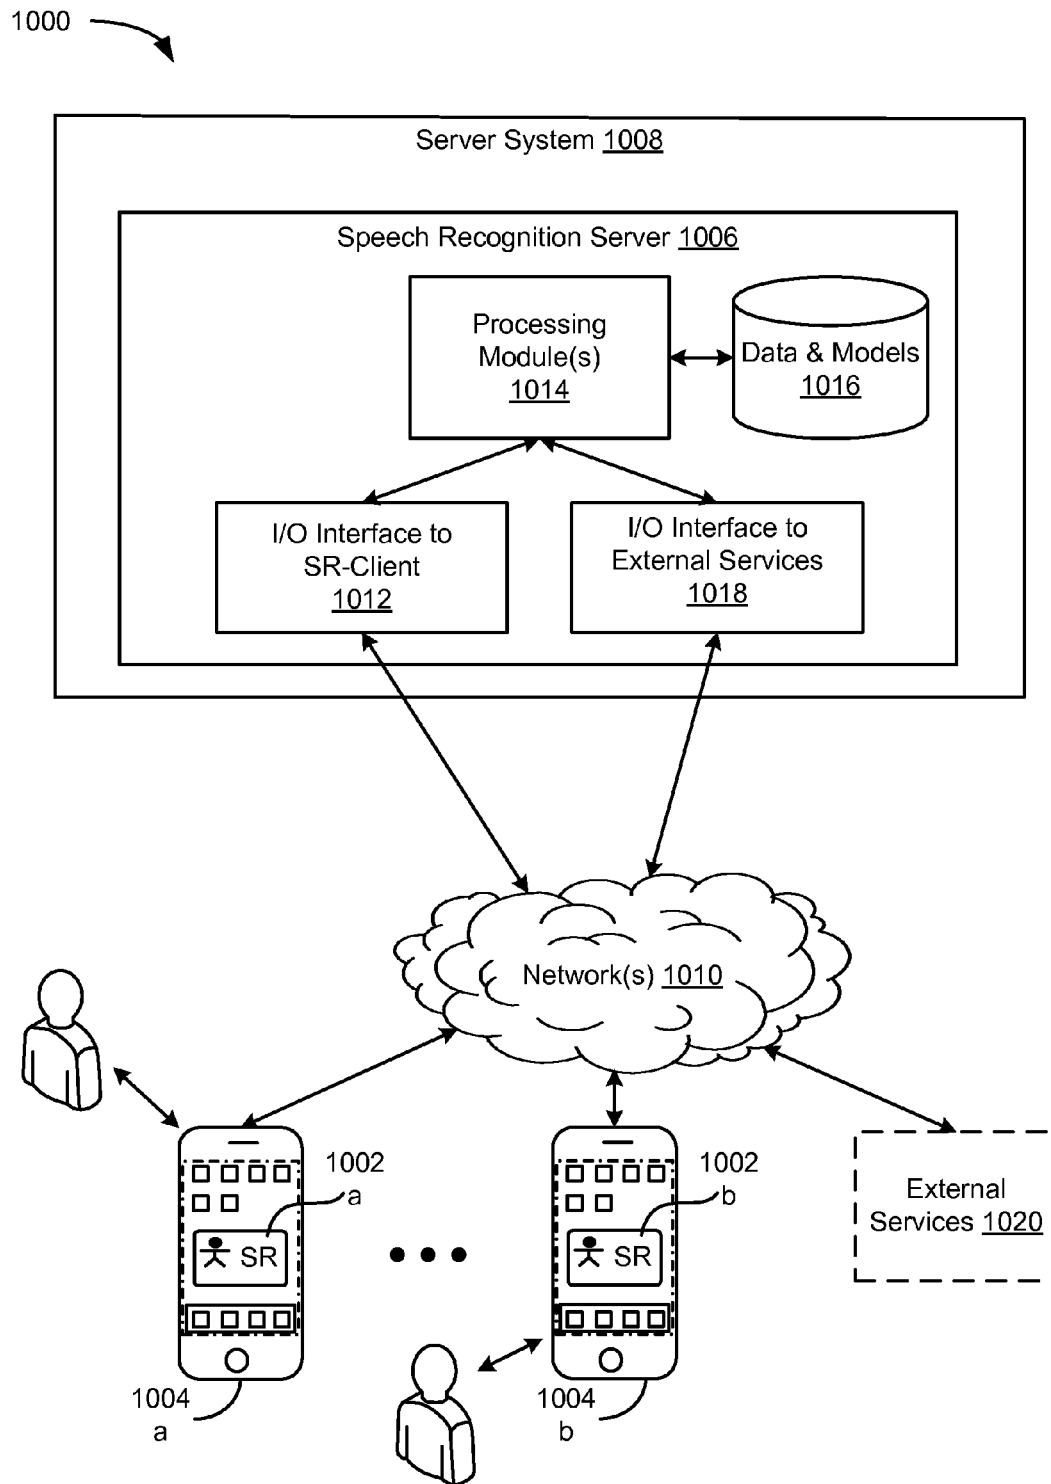 1000
Server System 1008
Speech Recognition Server 1006
Processing
Module(s)
1014
Data & Models
1016
I/O Interface to
SR-Client
1012
I/O Interface to
External Services
1018
Network(s) 1010
1002
a
SR
1002
b
SR
External
Services 1020
1004
a
1004
b